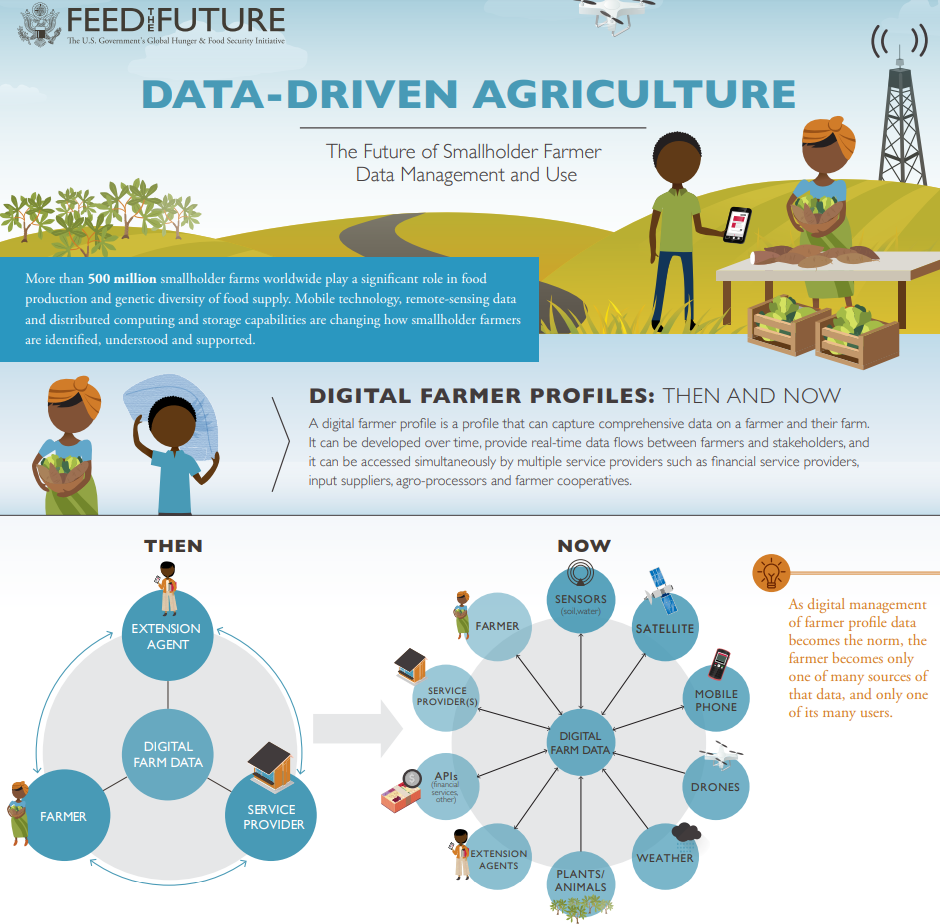 FEED THE FUTURE
The U.S. Government's Global Hunger & Food Security Initiative
DATA-DRIVEN AGRICULTURE
The Future of Smallholder Farmer
Data Management and Use
More than 500 million smallholder farms worldwide play a significant role in food
production and genetic diversity of food supply. Mobile technology, remote-sensing data
and distributed computing and storage capabilities are changing how smallholder farmers
are identified, understood and supported.
DIGITAL FARMER PROFILES: THEN AND NOW
A digital farmer profile is a profile that can capture comprehensive data on a farmer and their farm.
It can be developed over time, provide real-time data flows between farmers and stakeholders, and
it can be accessed simultaneously by multiple service providers such as financial service providers,
input suppliers, agro-processors and farmer cooperatives.
THEN
EXTENSION
AGENT
DIGITAL
FARM DATA
FARMER
SERVICE
PROVIDER
NOW
SENSORS
(soil,water)
SATELLITE
MOBILE
PHONE
DRONES
WEATHER
PLANTS/
ANIMALS
EXTENSION
AGENTS
APIs
(financial
services,
other)
SERVICE
PROVIDER(S)
FARMER
DIGITAL
FARM DATA
As digital management
of farmer profile data
becomes the norm, the
farmer becomes only
one of many sources of
that data, and only one
of its many users.